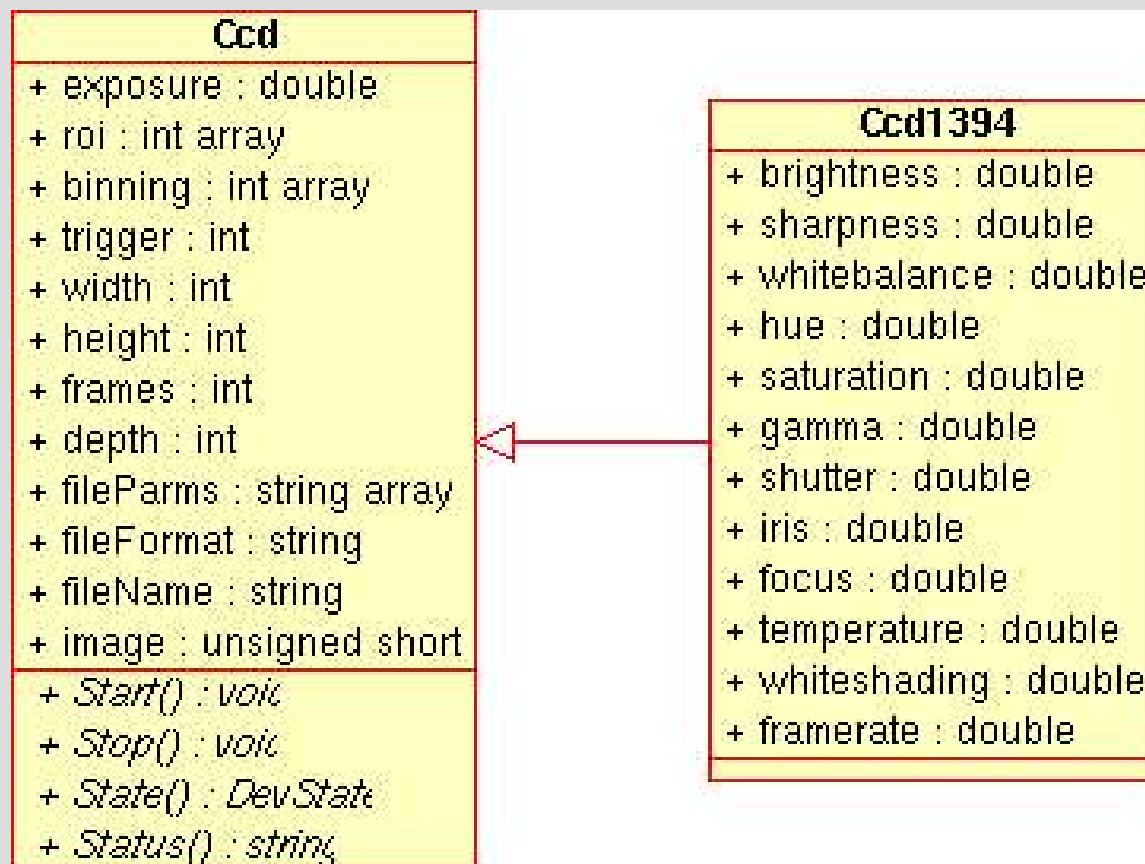 Ccd
+ exposure : double
+ roi : int array
+ binning : int array
+ trigger : int
+ width : int
+ height : int
+ frames : int
+ depth : int
+ fileParms : string array
+ fileFormat : string
+ fileName : string
+ image : unsigned short
+ Start() : void
+ Stop() : void
+ State() : DevState
+ Status() : string
Ccd1394
+ brightness : double
+ sharpness : double
+ whitebalance : double
+ hue : double
+ saturation : double
+ gamma : double
+ shutter : double
+ iris : double
+ focus : double
+ temperature : double
+ whiteshading : double
+ framerate : double